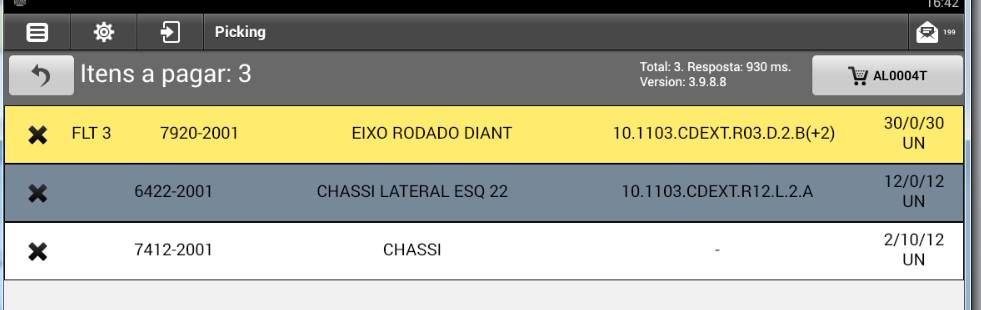 16:42
Picking
199
Itens a pagar: 3
Total: 3. Resposta: 930 ms.
Version: 3.9.8.8
AL0004T
FLT 3 7920-2001 EIXO RODADO DIANT 10.1103.CDEXT.R03.D.2.B(+2) 30/0/30
UN
6422-2001 CHASSI LATERAL ESQ 22 10.1103.CDEXT.R12.L.2.A 12/0/12
UN
7412-2001 CHASSI - 2/10/12
UN